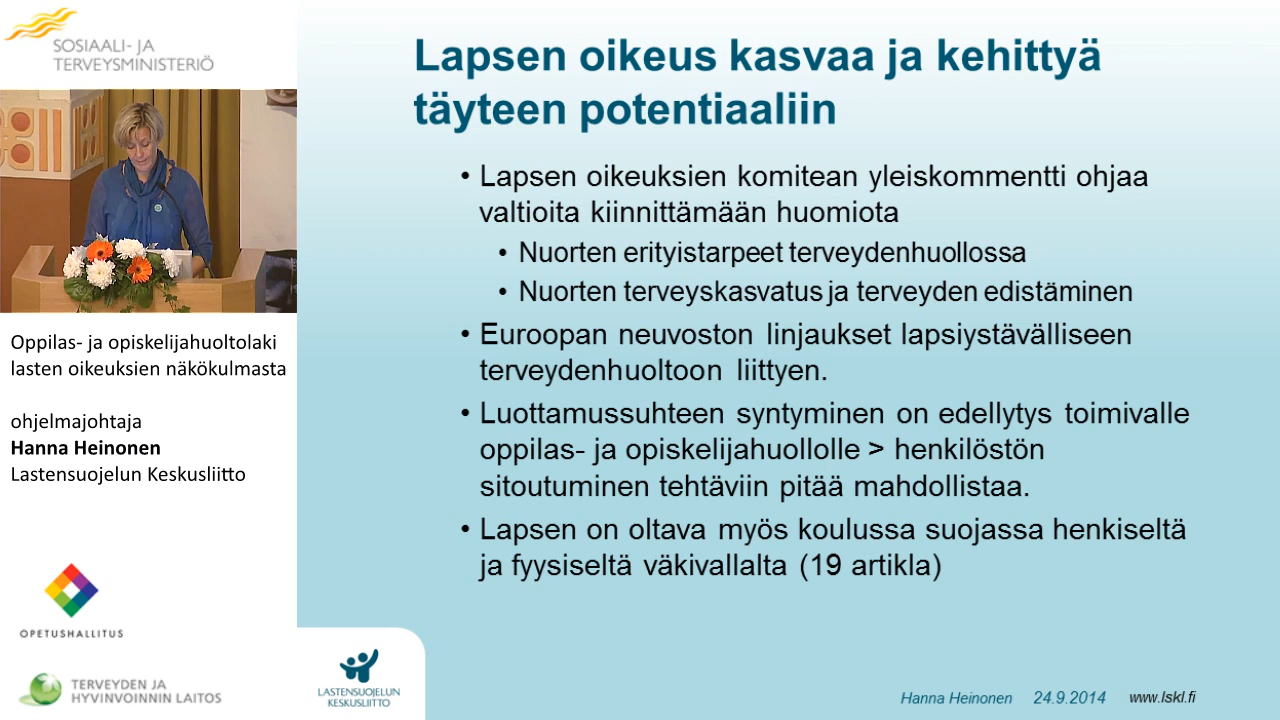 SOSIAALI- JA
TERVEYSMINISTERIÖ
Oppilas- ja opiskelijahuoltolaki
lasten oikeuksien näkökulmasta
ohjelmajohtaja
Hanna Heinonen
Lastensuojelun Keskusliitto
OPETUSHALLITUS
TERVEYDEN JA
HYVINVOINNIN LAITOS
Lapsen oikeus kasvaa ja kehittyä
täyteen potentiaaliin
• Lapsen oikeuksien komitean yleiskommentti ohjaa
valtioita kiinnittämään huomiota
• Nuorten erityistarpeet terveydenhuollossa
• Nuorten terveyskasvatus ja terveyden edistäminen
• Euroopan neuvoston linjaukset lapsiystävälliseen
terveydenhuoltoon liittyen.
• Luottamussuhteen syntyminen on edellytys toimivalle
oppilas- ja opiskelijahuollolle > henkilöstön
sitoutuminen tehtäviin pitää mahdollistaa.
• Lapsen on oltava myös koulussa suojassa henkiseltä
ja fyysiseltä väkivallalta (19 artikla)
LASTENSUOJELUN
KESKUSLIITTO
Hanna Heinonen 24.9.2014 www.lskl.fi